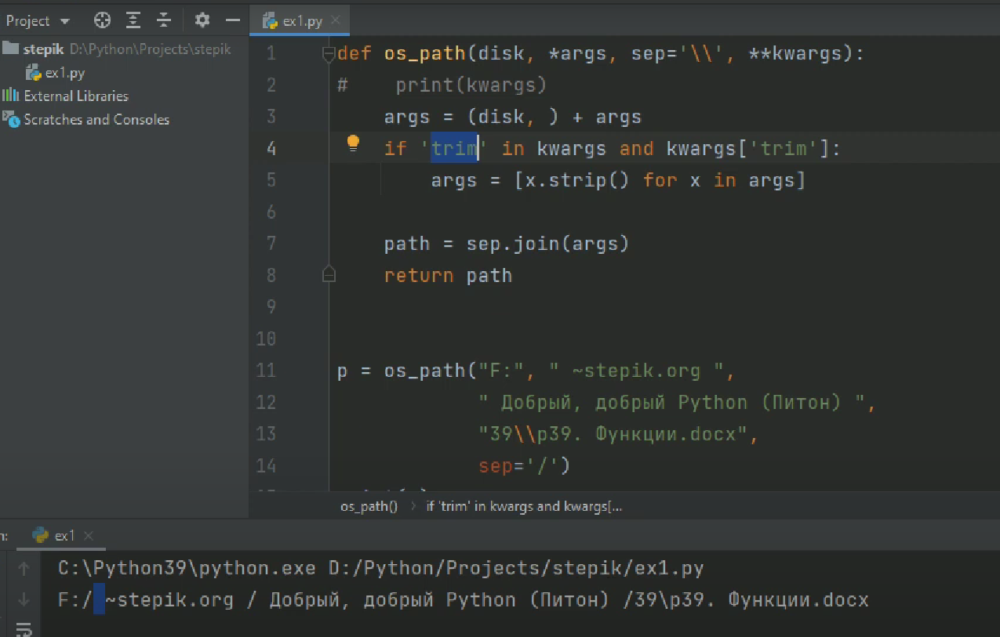 Project
ex1.py
stepik D:\Python\Projects\stepik
ex1.py
External Libraries
Scratches and Consoles
1 def os_path(disk, *args, sep='\\', **kwargs):
2 #    print(kwargs)
3     args = (disk, ) + args
4     if 'trim' in kwargs and kwargs['trim']:
5         args = [x.strip() for x in args]
6
7     path = sep.join(args)
8     return path
9
10
11 p = os_path("F:", " ~stepik.org ",
12             " Добрый, добрый Python (Питон) ",
13             "39\\p39. Функции.docx",
14             sep='/')
os_path() › if 'trim' in kwargs and kwargs[...
ex1
C:\Python39\python.exe D:/Python/Projects/stepik/ex1.py
F:/ ~stepik.org / Добрый, добрый Python (Питон) /39\p39. Функции.docx